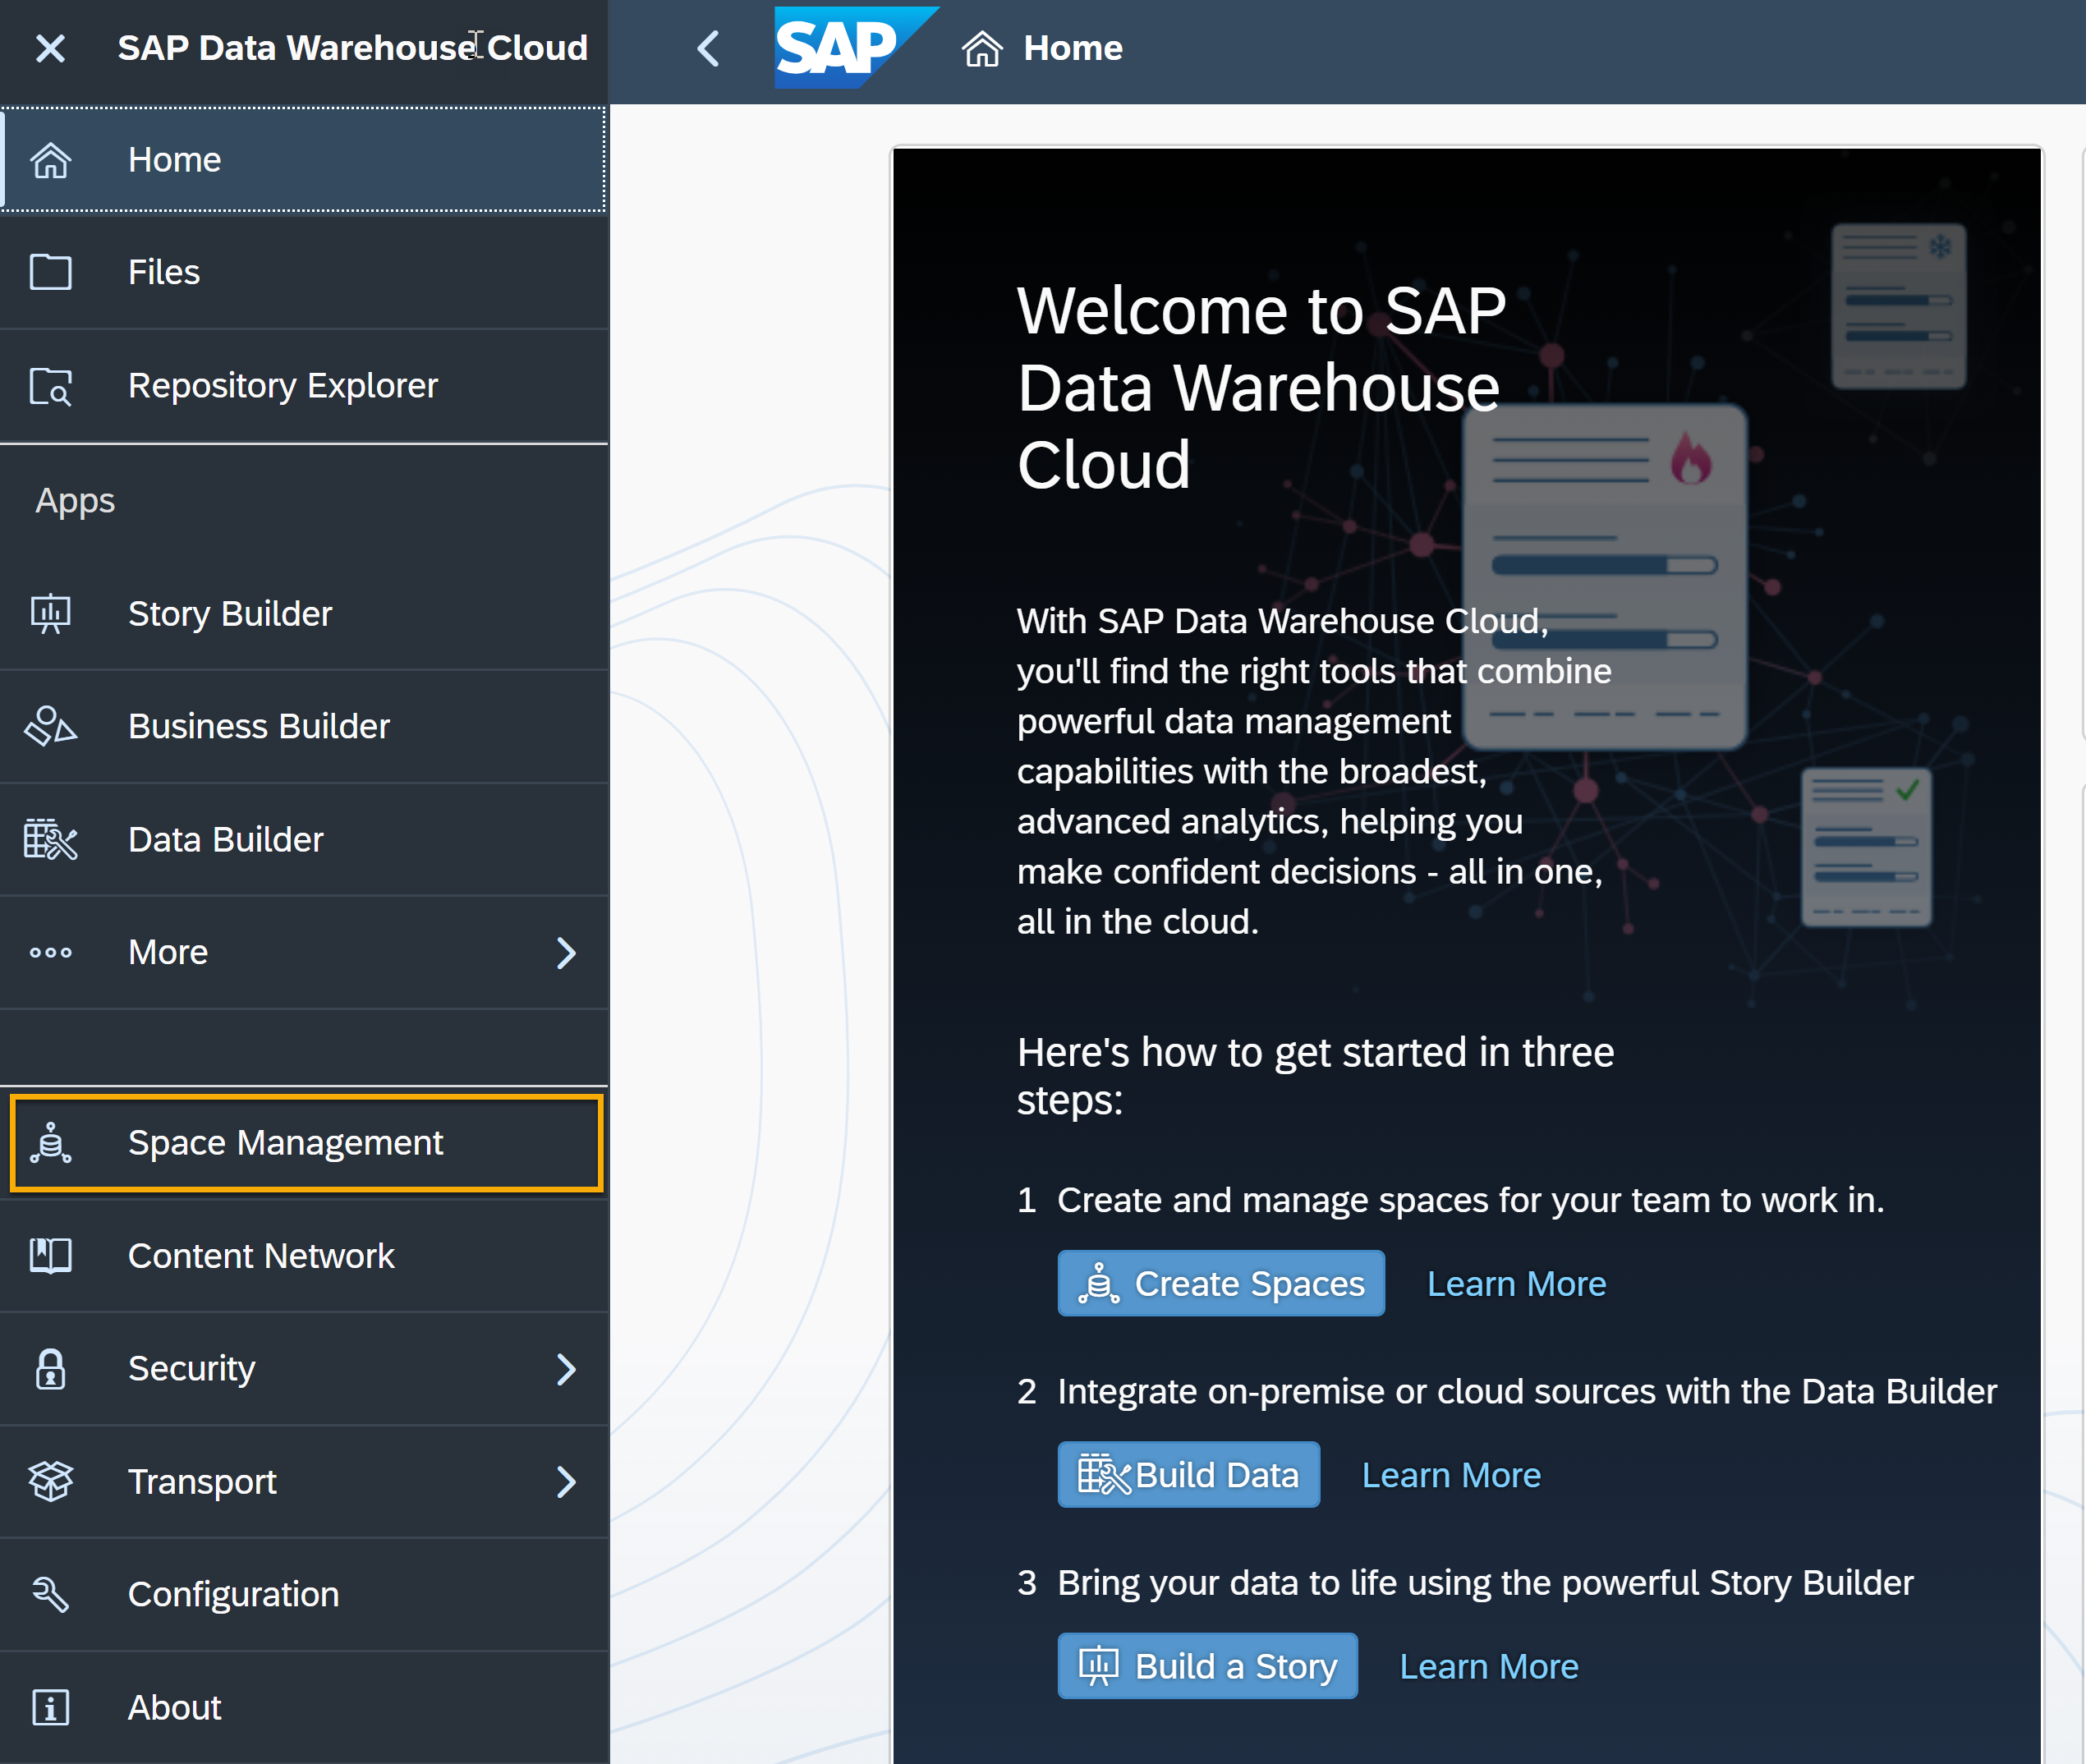 SAP Data Warehouse Cloud
Home
Files
Repository Explorer
Apps
Story Builder
Business Builder
Data Builder
More
Space Management
Content Network
Security
Transport
Configuration
About
SAP
Home
Welcome to SAP
Data Warehouse
Cloud
With SAP Data Warehouse Cloud,
you'll find the right tools that combine
powerful data management
capabilities with the broadest,
advanced analytics, helping you
make confident decisions - all in one,
all in the cloud.
Here's how to get started in three
steps:
1 Create and manage spaces for your team to work in.
Create Spaces Learn More
2 Integrate on-premise or cloud sources with the Data Builder
Build Data Learn More
3 Bring your data to life using the powerful Story Builder
Build a Story Learn More